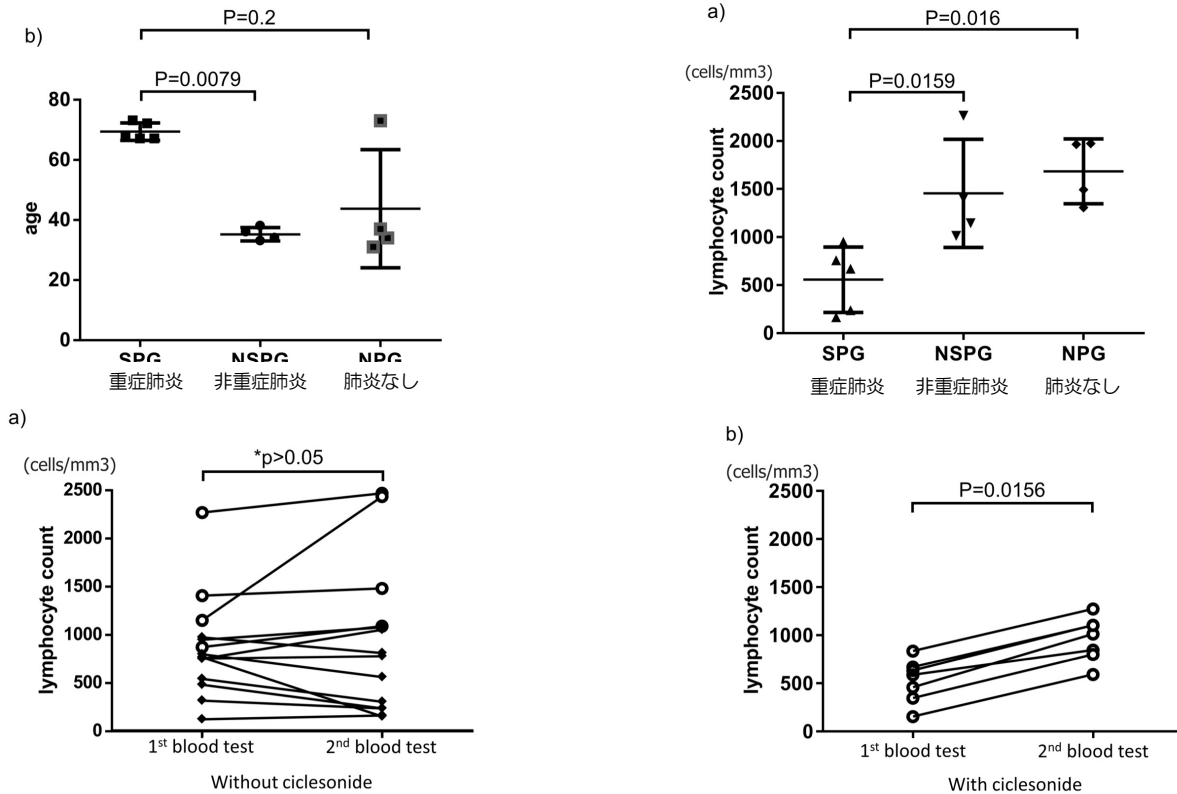 b)
P=0.2
P=0.0079
80
60
40
20
0
age
SPG NSPG NPG
重症肺炎 非重症肺炎 肺炎なし
a)
P=0.016
(cells/mm3)
P=0.0159
2500
2000
1500
1000
500
0
lymphocyte count
SPG NSPG NPG
重症肺炎 非重症肺炎 肺炎なし
a)
(cells/mm3)
*p>0.05
2500
2000
1500
1000
500
0
lymphocyte count
1st blood test 2nd blood test
Without ciclesonide
b)
(cells/mm3)
P=0.0156
2500
2000
1500
1000
500
0
lymphocyte count
1st blood test 2nd blood test
With ciclesonide